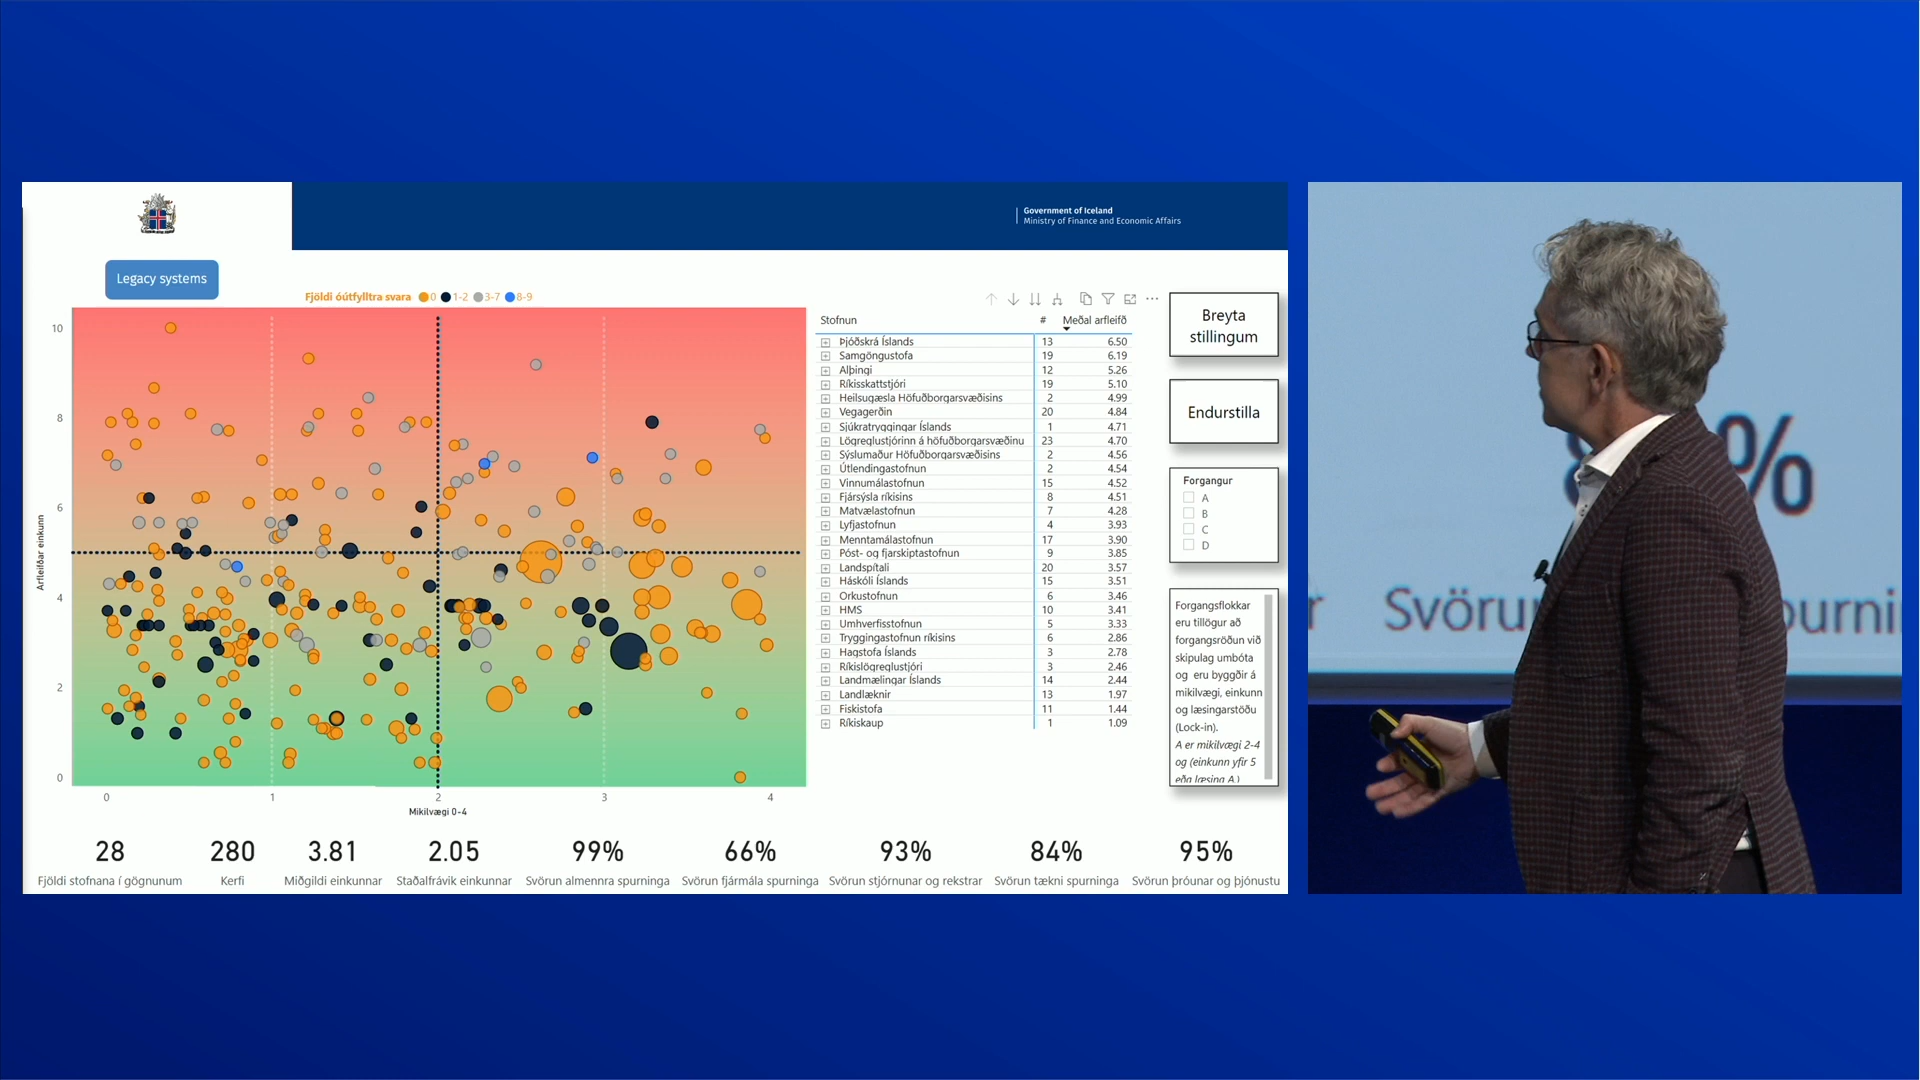 Government of Iceland
Ministry of Finance and Economic Affairs
Legacy systems
Fjöldi óútfylltra svara 0 1-2 3-7 8-9
10
8
6
4
2
0
Arfleifðar einkunn
0 1 2 3 4
Mikilvægi 0-4
Stofnun # Meðal arfleifð
Þjóðskrá Íslands 13 6.50
Samgöngustofa 19 6.19
Alþingi 12 5.26
Ríkisskattstjóri 19 5.10
Heilsugæsla Höfuðborgarsvæðisins 2 4.99
Vegagerðin 20 4.84
Sjúkratryggingar Íslands 1 4.71
Lögreglustjórinn á höfuðborgarsvæðinu 23 4.70
Sýslumaður Höfuðborgarsvæðisins 2 4.56
Útlendingastofnun 2 4.54
Vinnumálastofnun 15 4.52
Fjársýsla ríkisins 8 4.51
Matvælastofnun 7 4.28
Lyfjastofnun 4 3.93
Menntamálastofnun 17 3.90
Póst- og fjarskiptastofnun 9 3.85
Landspítali 20 3.57
Háskóli Íslands 15 3.51
Orkustofnun 6 3.46
HMS 10 3.41
Umhverfisstofnun 5 3.33
Tryggingastofnun ríkisins 6 2.86
Hagstofa Íslands 3 2.78
Ríkislögreglustjóri 3 2.46
Landmælingar Íslands 14 2.44
Landlæknir 13 1.97
Fiskistofa 11 1.44
Ríkiskaup 1 1.09
Breyta
stillingum
Endurstilla
Forgangur
A
B
C
D
Forgangsflokkar
eru tillögur að
forgangsröðun við
skipulag umbóta
og eru byggðir á
mikilvægi, einkunn
og læsingarstöðu
(Lock-in).
A er mikilvægi 2-4
og (einkunn yfir 5
eða læsing A.)
28 280 3.81 2.05 99% 66% 93% 84% 95%
Fjöldi stofnana í gögnunum Kerfi Miðgildi einkunnar Staðalfrávik einkunnar Svörun almennra spurninga Svörun fjármála spurninga Svörun stjórnunar og rekstrar Svörun tækni spurninga Svörun þróunar og þjónustu
%